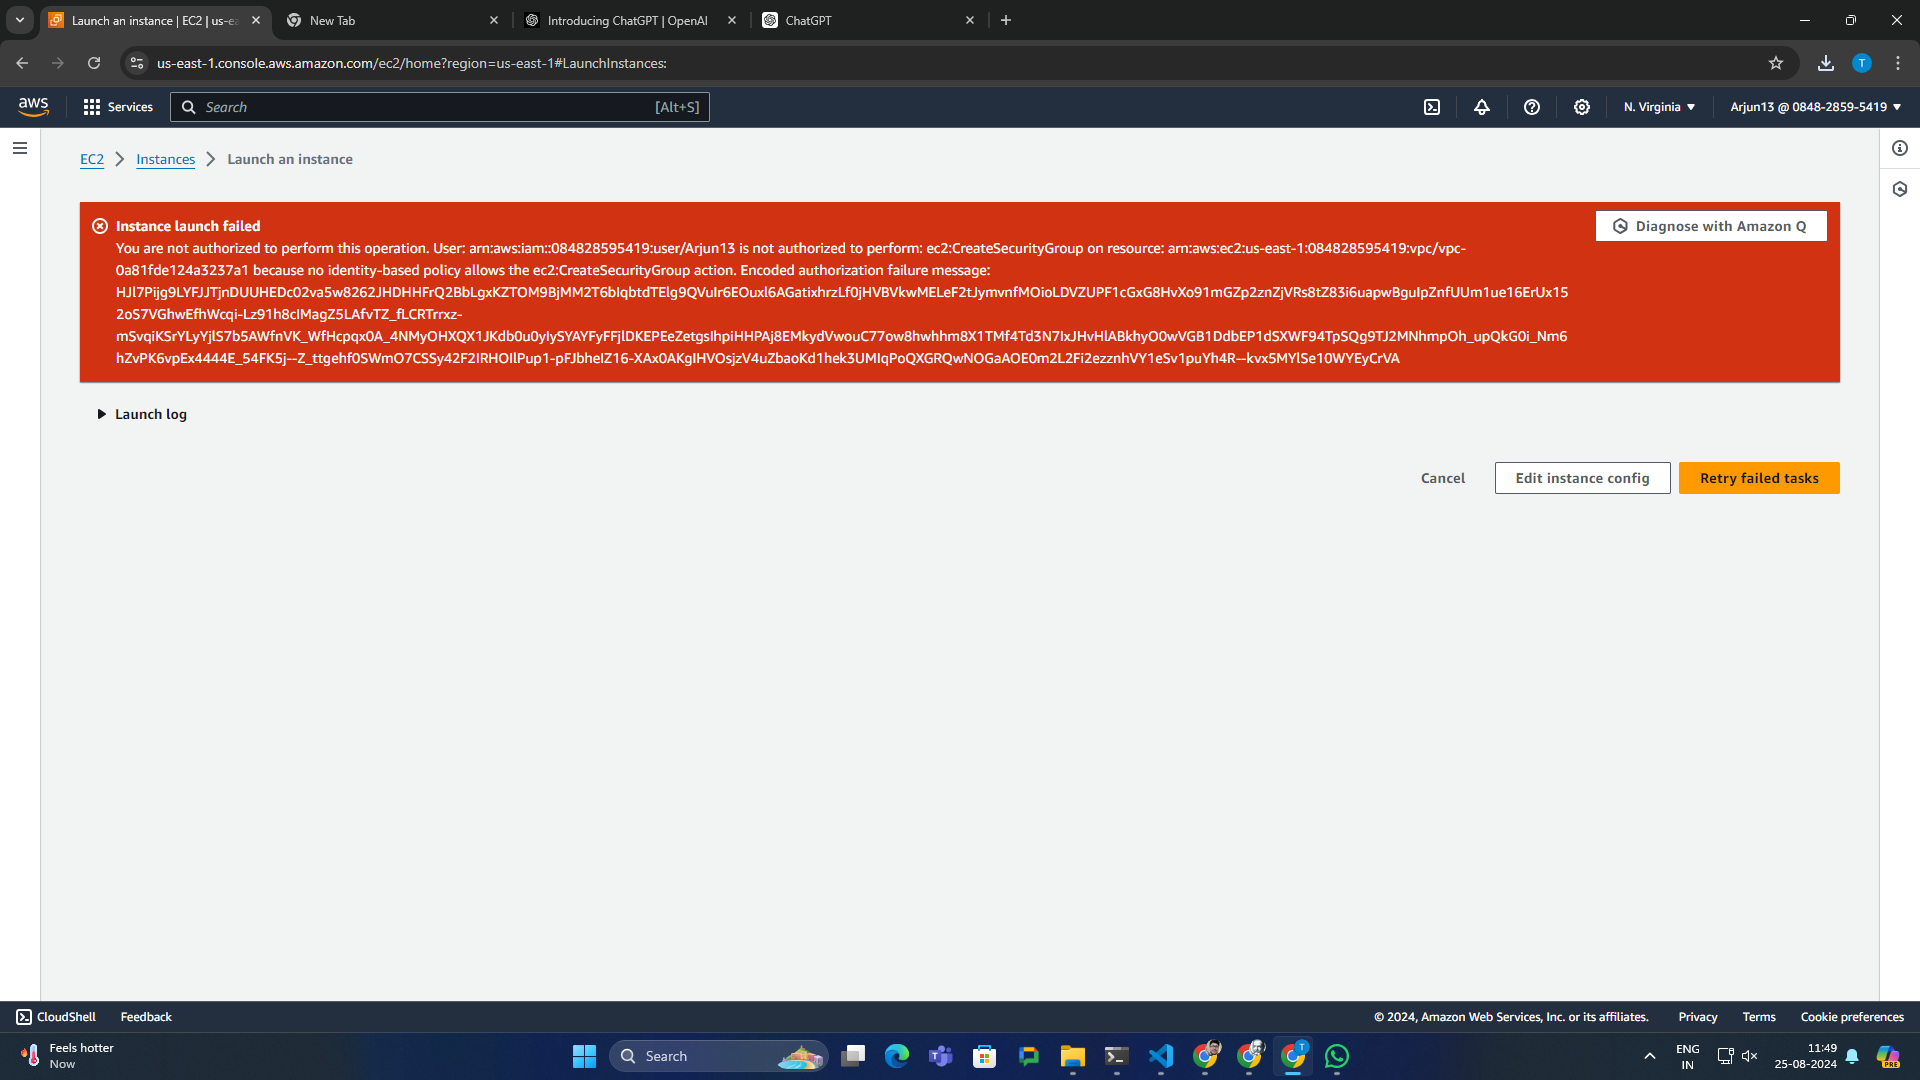 Launch an instance | EC2 | us-ea
New Tab
Introducing ChatGPT | OpenAI
ChatGPT
us-east-1.console.aws.amazon.com/ec2/home?region=us-east-1#LaunchInstances:
T
aws
Services
Search
[Alt+S]
N. Virginia
Arjun13 @ 0848-2859-5419
EC2
Instances
Launch an instance
Instance launch failed
Diagnose with Amazon Q
You are not authorized to perform this operation. User: arn:aws:iam::084828595419:user/Arjun13 is not authorized to perform: ec2:CreateSecurityGroup on resource: arn:aws:ec2:us-east-1:084828595419:vpc/vpc-
0a81fde124a3237a1 because no identity-based policy allows the ec2:CreateSecurityGroup action. Encoded authorization failure message:
HJl7Pijg9LYFJJTjnDUUHEDc02va5w8262JHDHHFrQ2BbLgxKZTOM9BjMM2T6bIqbtdTElg9QVuIr6EOuxl6AGatixhrzLf0jHVBVkwMELeF2tJymvnfMOioLDVZUPF1cGxG8HvXo91mGZp2znZjVRs8tZ83i6uapwBguIpZnfUUm1ue16ErUx15
2oS7VGhwEfhWcqi-Lz91h8cIMagZ5LAfvTZ_fLCRTrrxz-
mSvqiKSrYLyYjlS7b5AWfnVK_WfHcpqx0A_4NMyOHXQX1JKdb0u0yIySYAYFyFFjlDKEPEeZetgsIhpiHHPAj8EMkydVwouC77ow8hwhhm8X1TMf4Td3N7IxJHvHlABkhyO0wVGB1DdbEP1dSXWF94TpSQg9TJ2MNhmpOh_upQkG0i_Nm6
hZvPK6vpEx4444E_54FK5j--Z_ttgehf0SWmO7CSSy42F2IRHOIlPup1-pFJbheIZ16-XAx0AKgIHVOsjzV4uZbaoKd1hek3UMIqPoQXGRQwNOGaAOE0m2L2Fi2ezznhVY1eSv1puYh4R--kvx5MYlSe10WYEyCrVA
Launch log
Cancel
Edit instance config
Retry failed tasks
CloudShell
Feedback
© 2024, Amazon Web Services, Inc. or its affiliates.
Privacy
Terms
Cookie preferences
Feels hotter
Now
Search
T
ENG
IN
11:49
25-08-2024
PRE